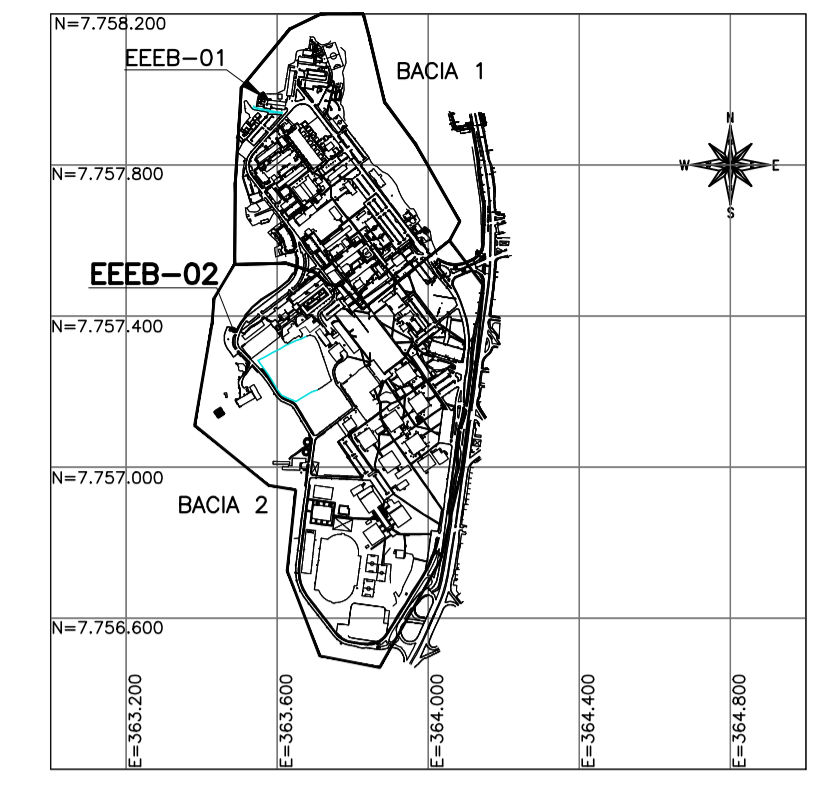 N=7.758.200
EEEB-01
BACIA 1
N
W
E
S
N=7.757.800
EEEB-02
N=7.757.400
N=7.757.000
BACIA 2
N=7.756.600
E=363.200
E=363.600
E=364.000
E=364.400
E=364.800